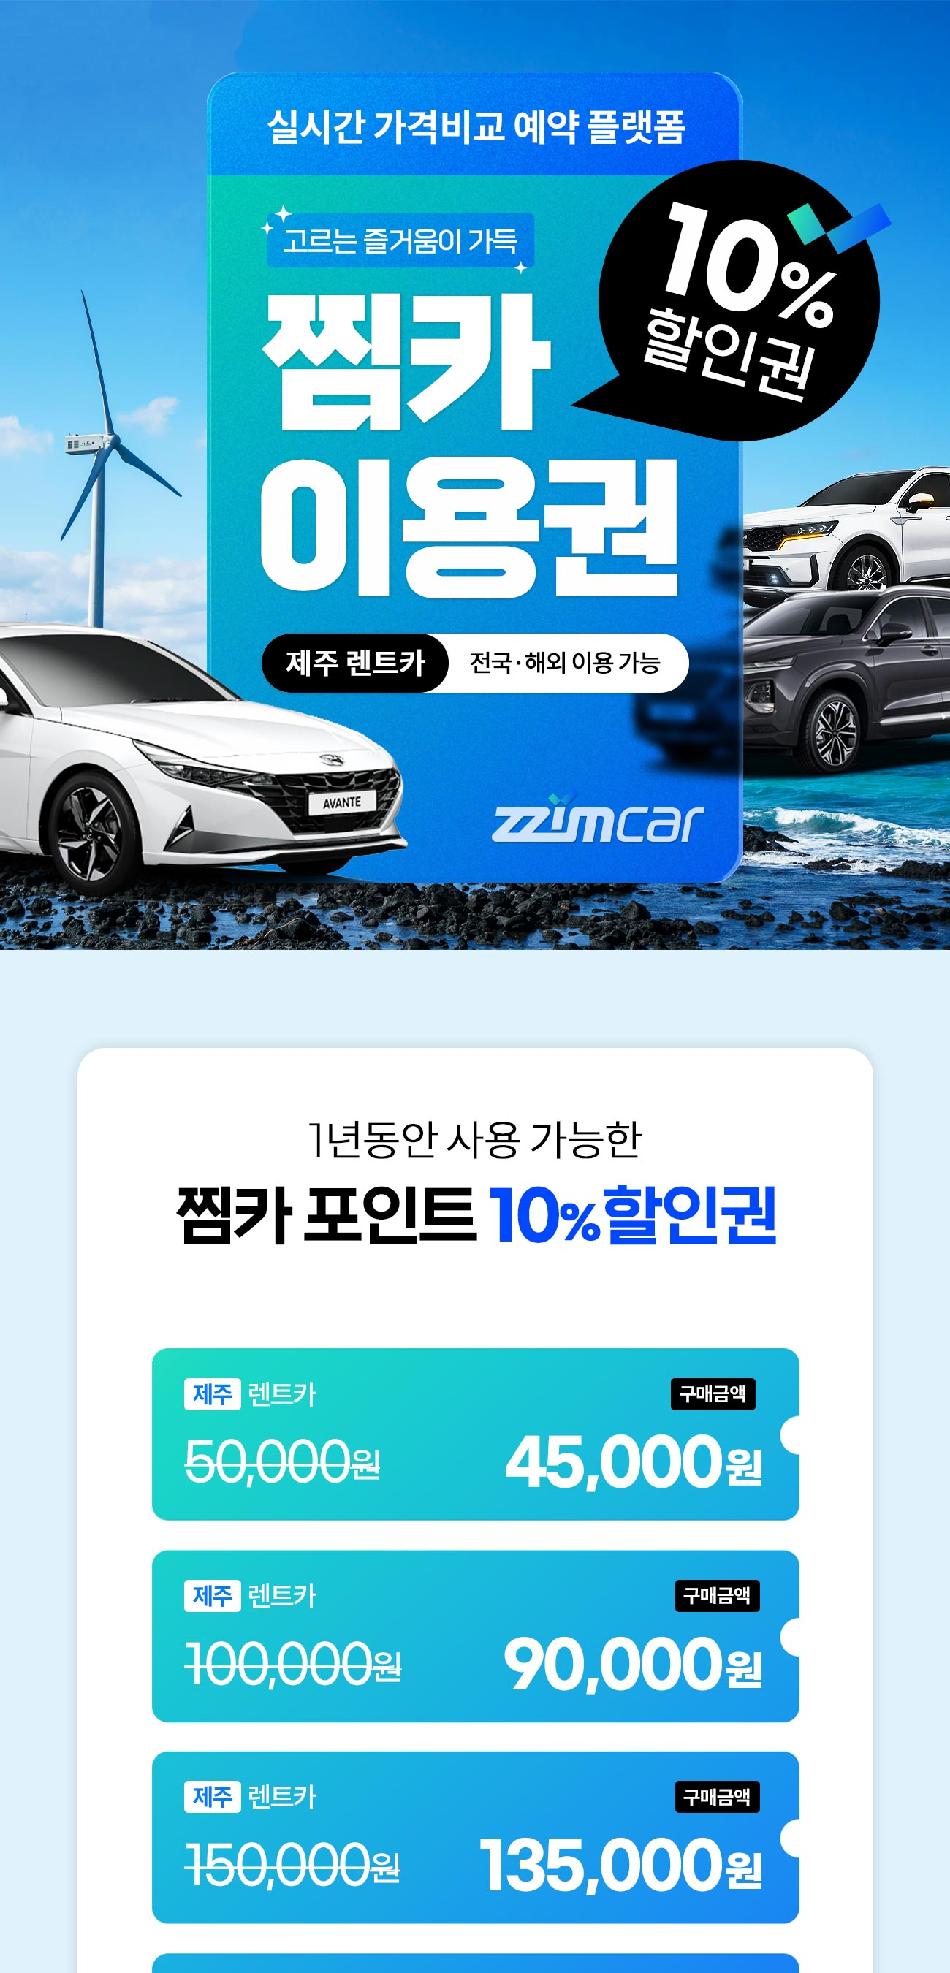 실시간 가격비교 예약 플랫폼
고르는 즐거움이 가득
찜카
이용권
10%
할인권
제주 렌트카 전국·해외 이용 가능
AVANTE
zzimcar
1년동안 사용 가능한
찜카 포인트 10% 할인권
제주 렌트카 구매금액
50,000원 45,000원
제주 렌트카 구매금액
100,000원 90,000원
제주 렌트카 구매금액
150,000원 135,000원